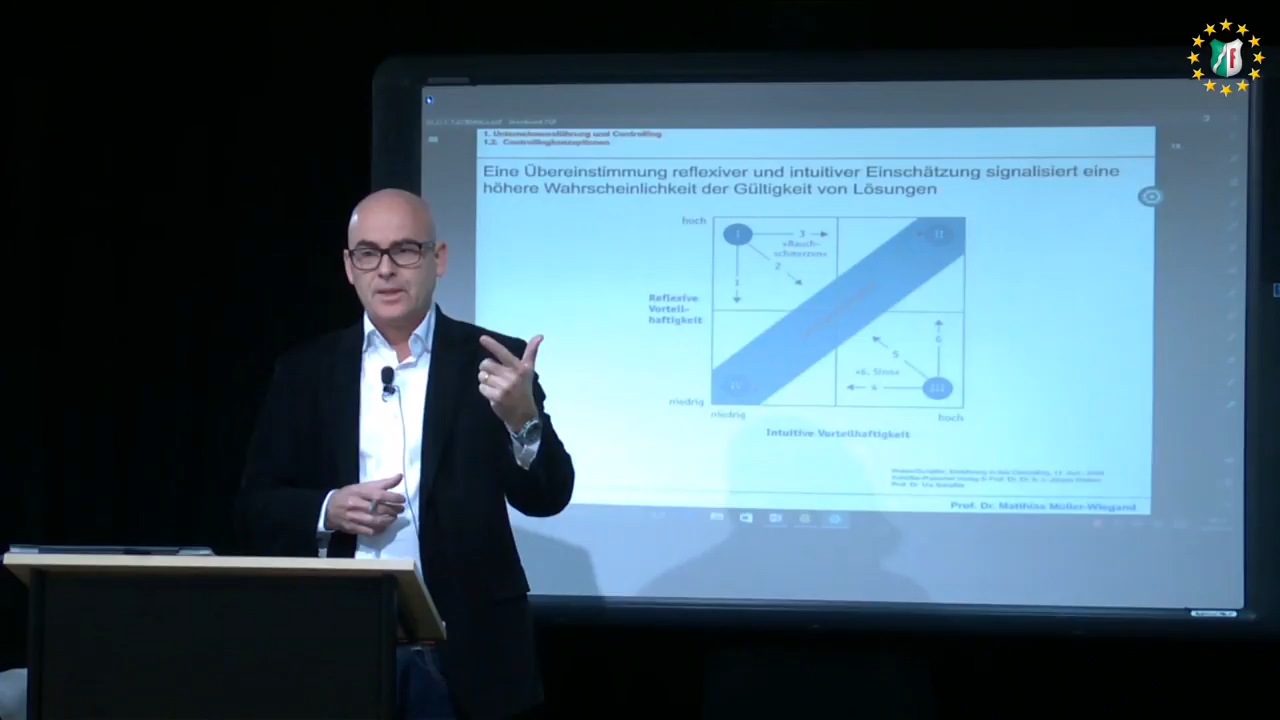 F
1. Unternehmensführung und Controlling
1.2. Controllingkonzeptionen
Eine Übereinstimmung reflexiver und intuitiver Einschätzung signalisiert eine
höhere Wahrscheinlichkeit der Gültigkeit von Lösungen
hoch
I
3
II
»Bauch-
schmerzen«
2
1
Reflexive
Vorteil-
haftigkeit
6
5
»6. Sinn«
IV
4
III
niedrig
niedrig
hoch
Intuitive Vorteilhaftigkeit
Prof. Dr. Matthias Müller-Wiegand